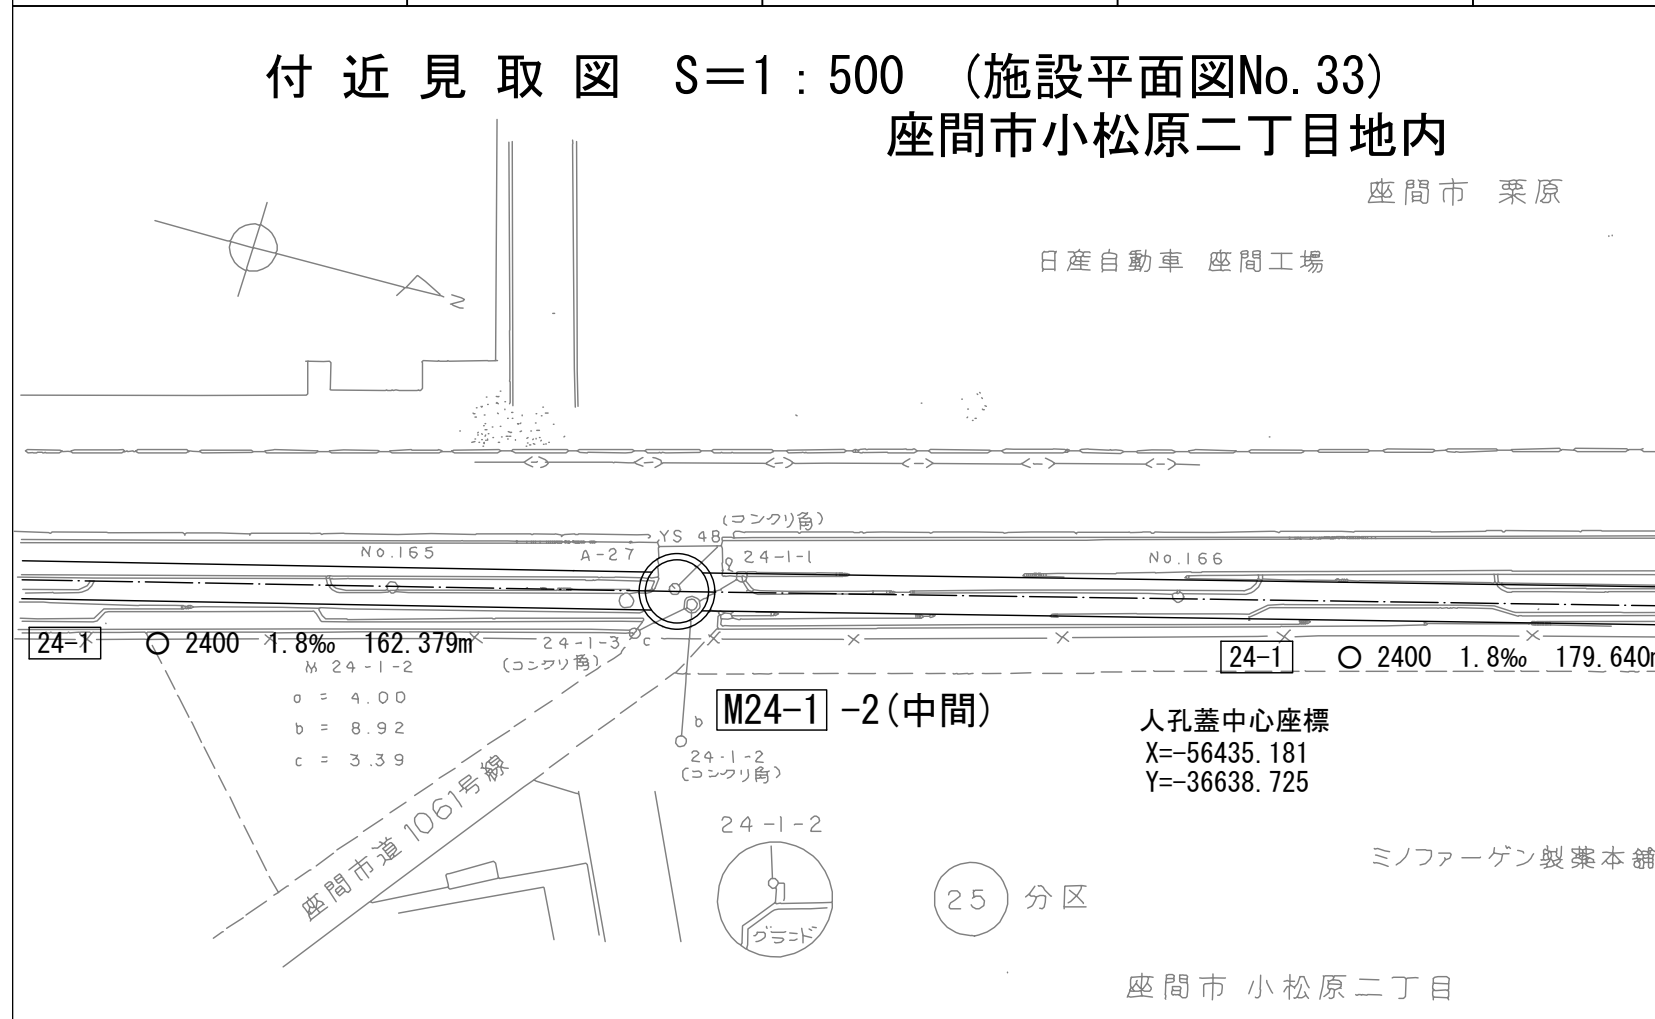 付近見取図 S=1:500 (施設平面図No.33)
座間市小松原二丁目地内
座間市 栗原
日産自動車 座間工場
N
(コンクリ角)
YS 48
No.165
A-27
24-1-1
No.166
24-1 ○ 2400 1.8‰ 162.379m
24-1-3
(コンクリ角)
c
24-1 ○ 2400 1.8‰ 179.640m
M 24-1-2
a = 4.00
b = 8.92
c = 3.39
M24-1 -2(中間)
b
24-1-2
(コンクリ角)
人孔蓋中心座標
X=-56435.181
Y=-36638.725
座間市道1061号線
24-1-2
グランド
25 分区
ミノファーゲン製薬本舗
座間市 小松原二丁目